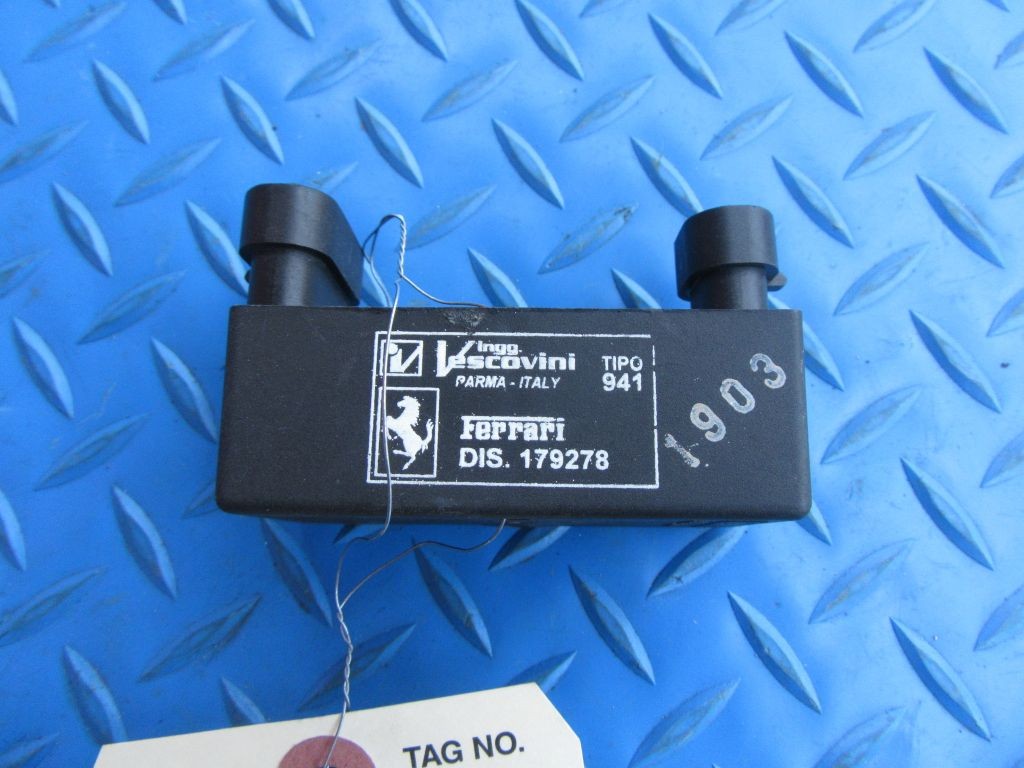 Ingg.
Vescovini
PARMA - ITALY
TIPO
941
Ferrari
DIS. 179278
1903
TAG NO.